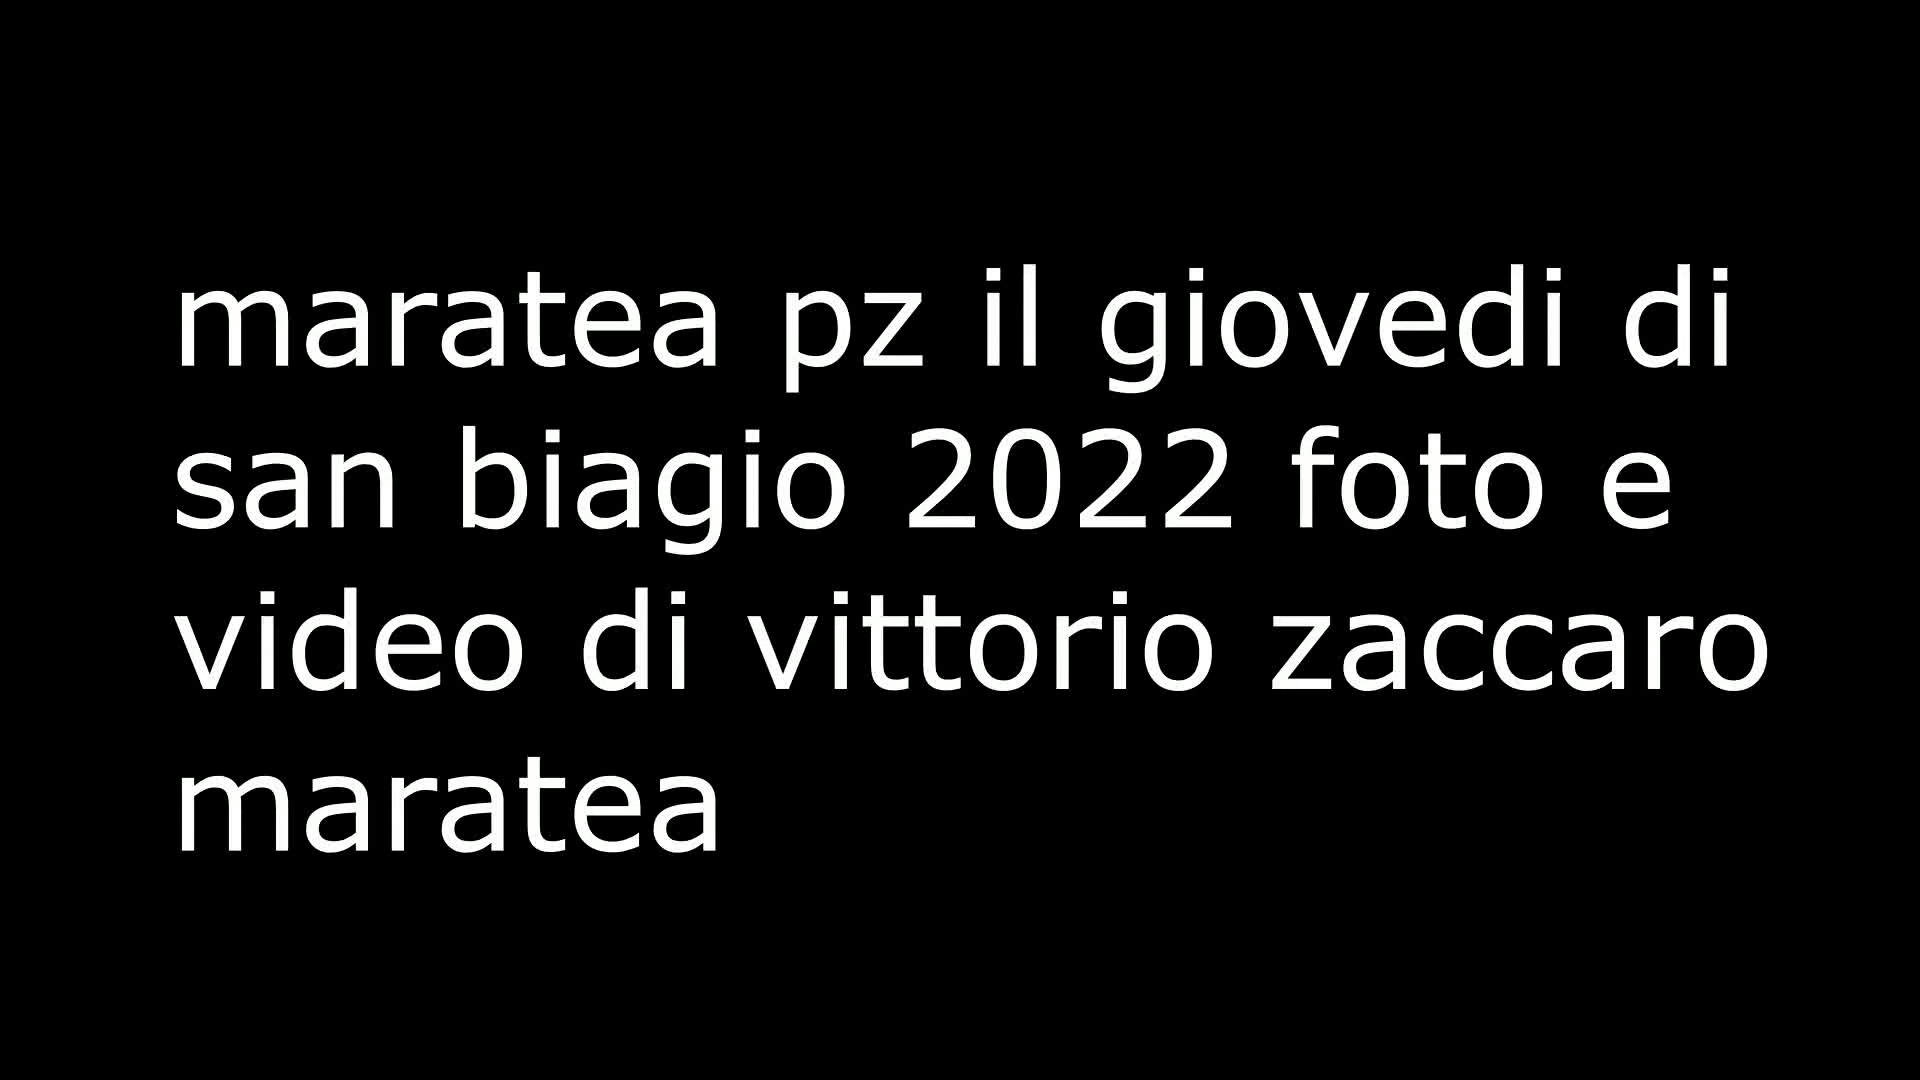 maratea pz il giovedi di
san biagio 2022 foto e
video di vittorio zaccaro
maratea